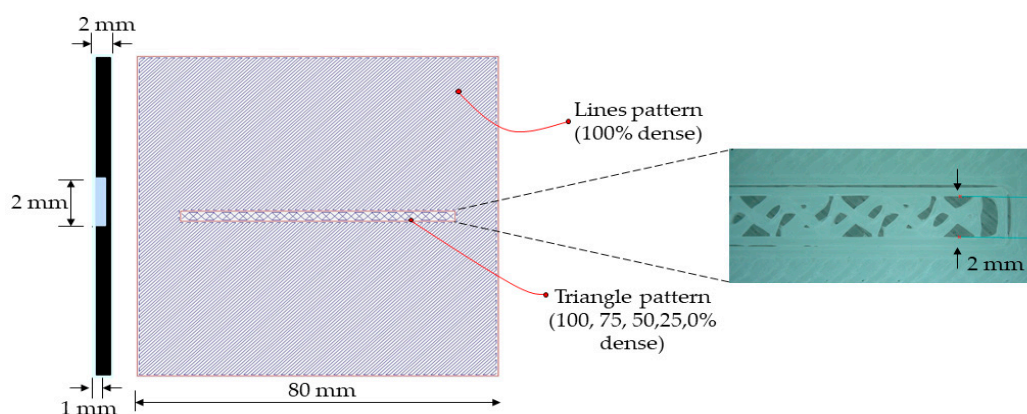 2 mm
Lines pattern
(100% dense)
2 mm
2 mm
Triangle pattern
(100, 75, 50,25,0%
dense)
80 mm
1 mm